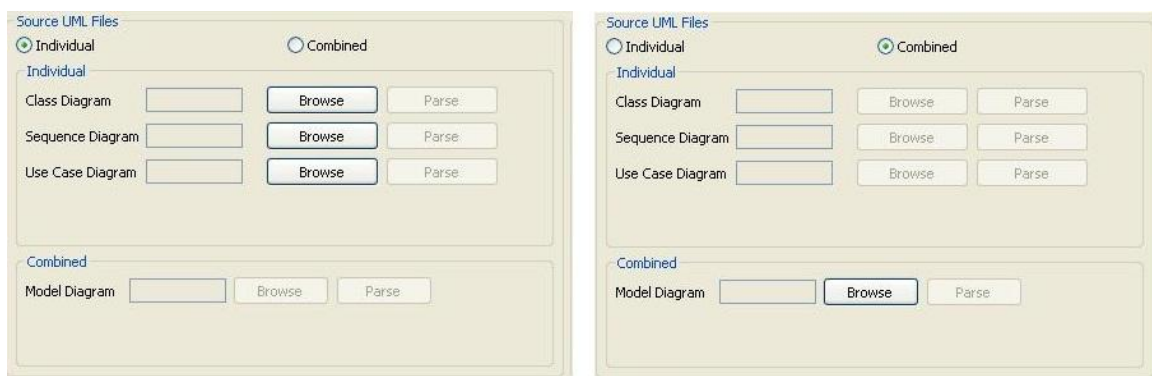 Source UML Files
Individual Combined
Individual
Class Diagram Browse Parse
Sequence Diagram Browse Parse
Use Case Diagram Browse Parse
Combined
Model Diagram Browse Parse
Source UML Files
Individual Combined
Individual
Class Diagram Browse Parse
Sequence Diagram Browse Parse
Use Case Diagram Browse Parse
Combined
Model Diagram Browse Parse